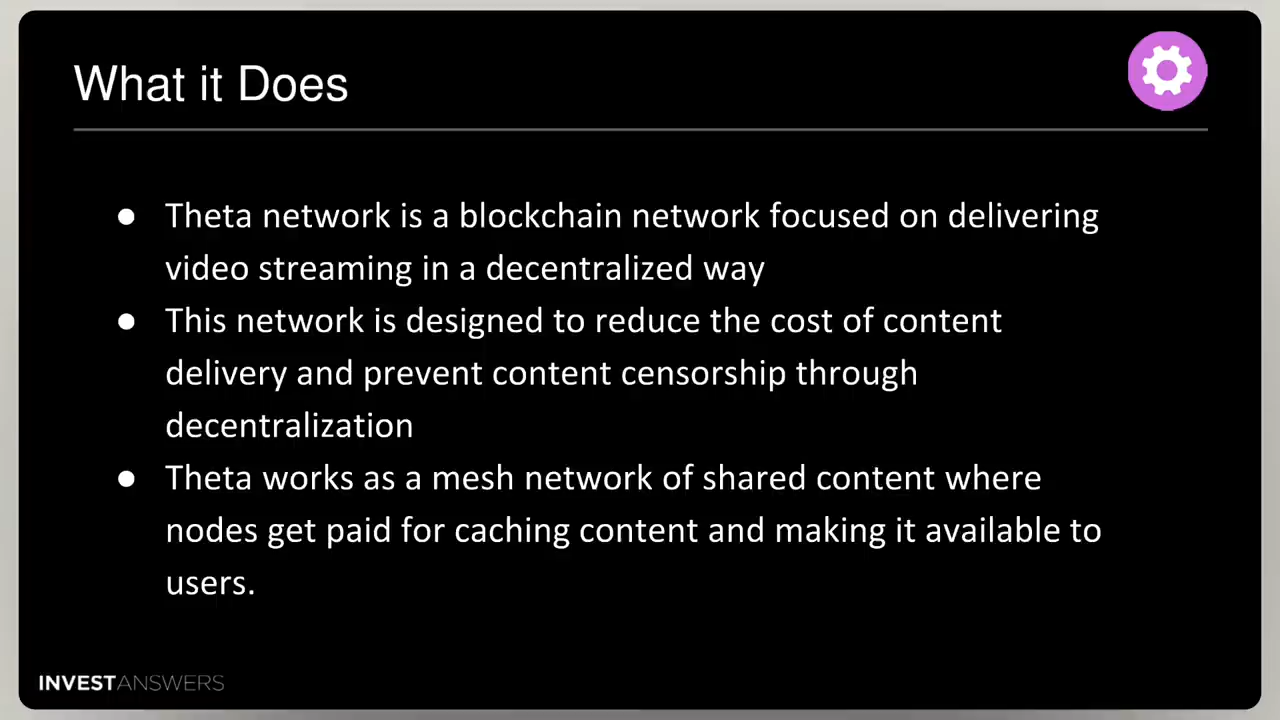 What it Does
● Theta network is a blockchain network focused on delivering
video streaming in a decentralized way
● This network is designed to reduce the cost of content
delivery and prevent content censorship through
decentralization
● Theta works as a mesh network of shared content where
nodes get paid for caching content and making it available to
users.
INVESTANSWERS